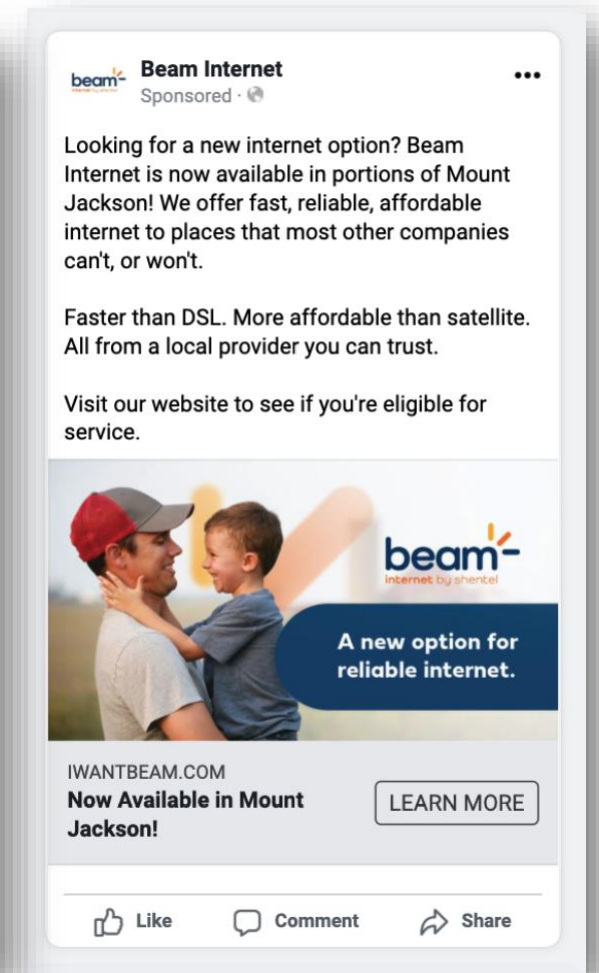 beam
Beam Internet
Sponsored ·
Looking for a new internet option? Beam
Internet is now available in portions of Mount
Jackson! We offer fast, reliable, affordable
internet to places that most other companies
can't, or won't.
Faster than DSL. More affordable than satellite.
All from a local provider you can trust.
Visit our website to see if you're eligible for
service.
beam
internet by shentel
A new option for
reliable internet.
IWANTBEAM.COM
Now Available in Mount
Jackson!
LEARN MORE
Like
Comment
Share